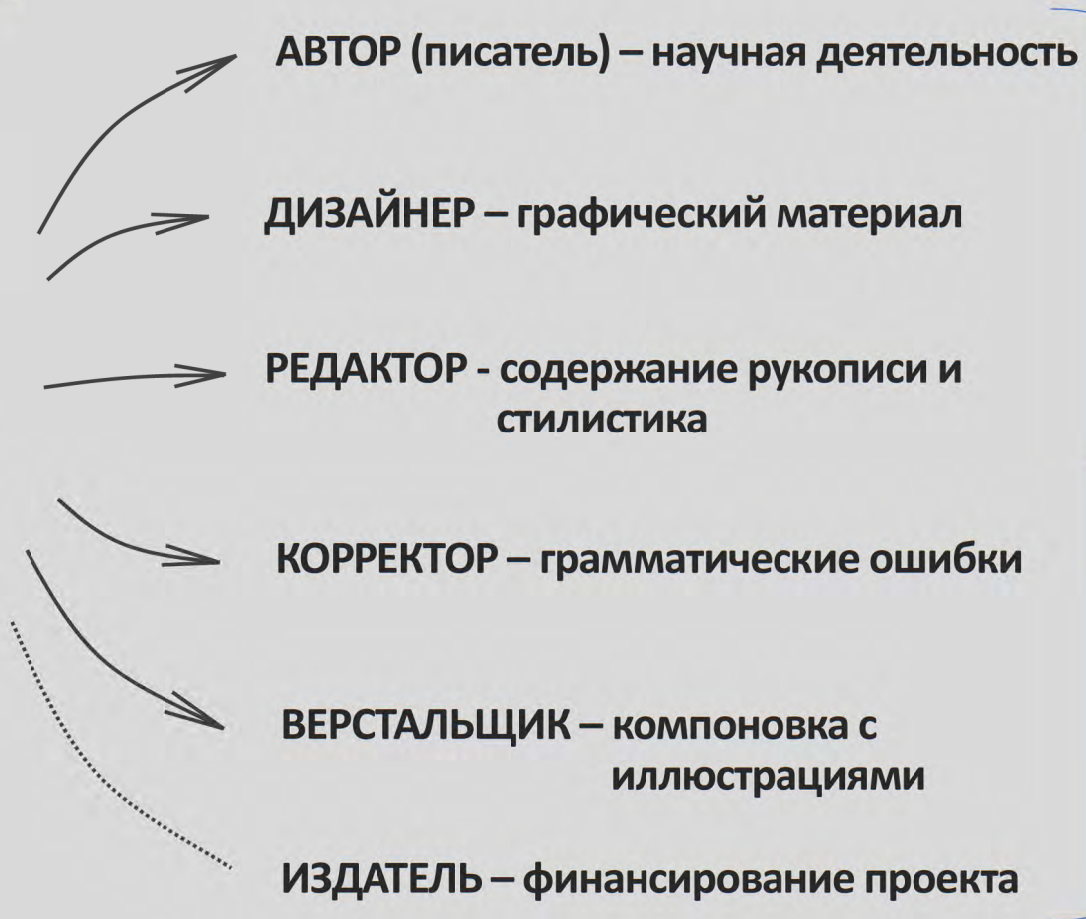 АВТОР (писатель) – научная деятельность
ДИЗАЙНЕР – графический материал
РЕДАКТОР - содержание рукописи и
стилистика
КОРРЕКТОР – грамматические ошибки
ВЕРСТАЛЬЩИК – компоновка с
иллюстрациями
ИЗДАТЕЛЬ – финансирование проекта